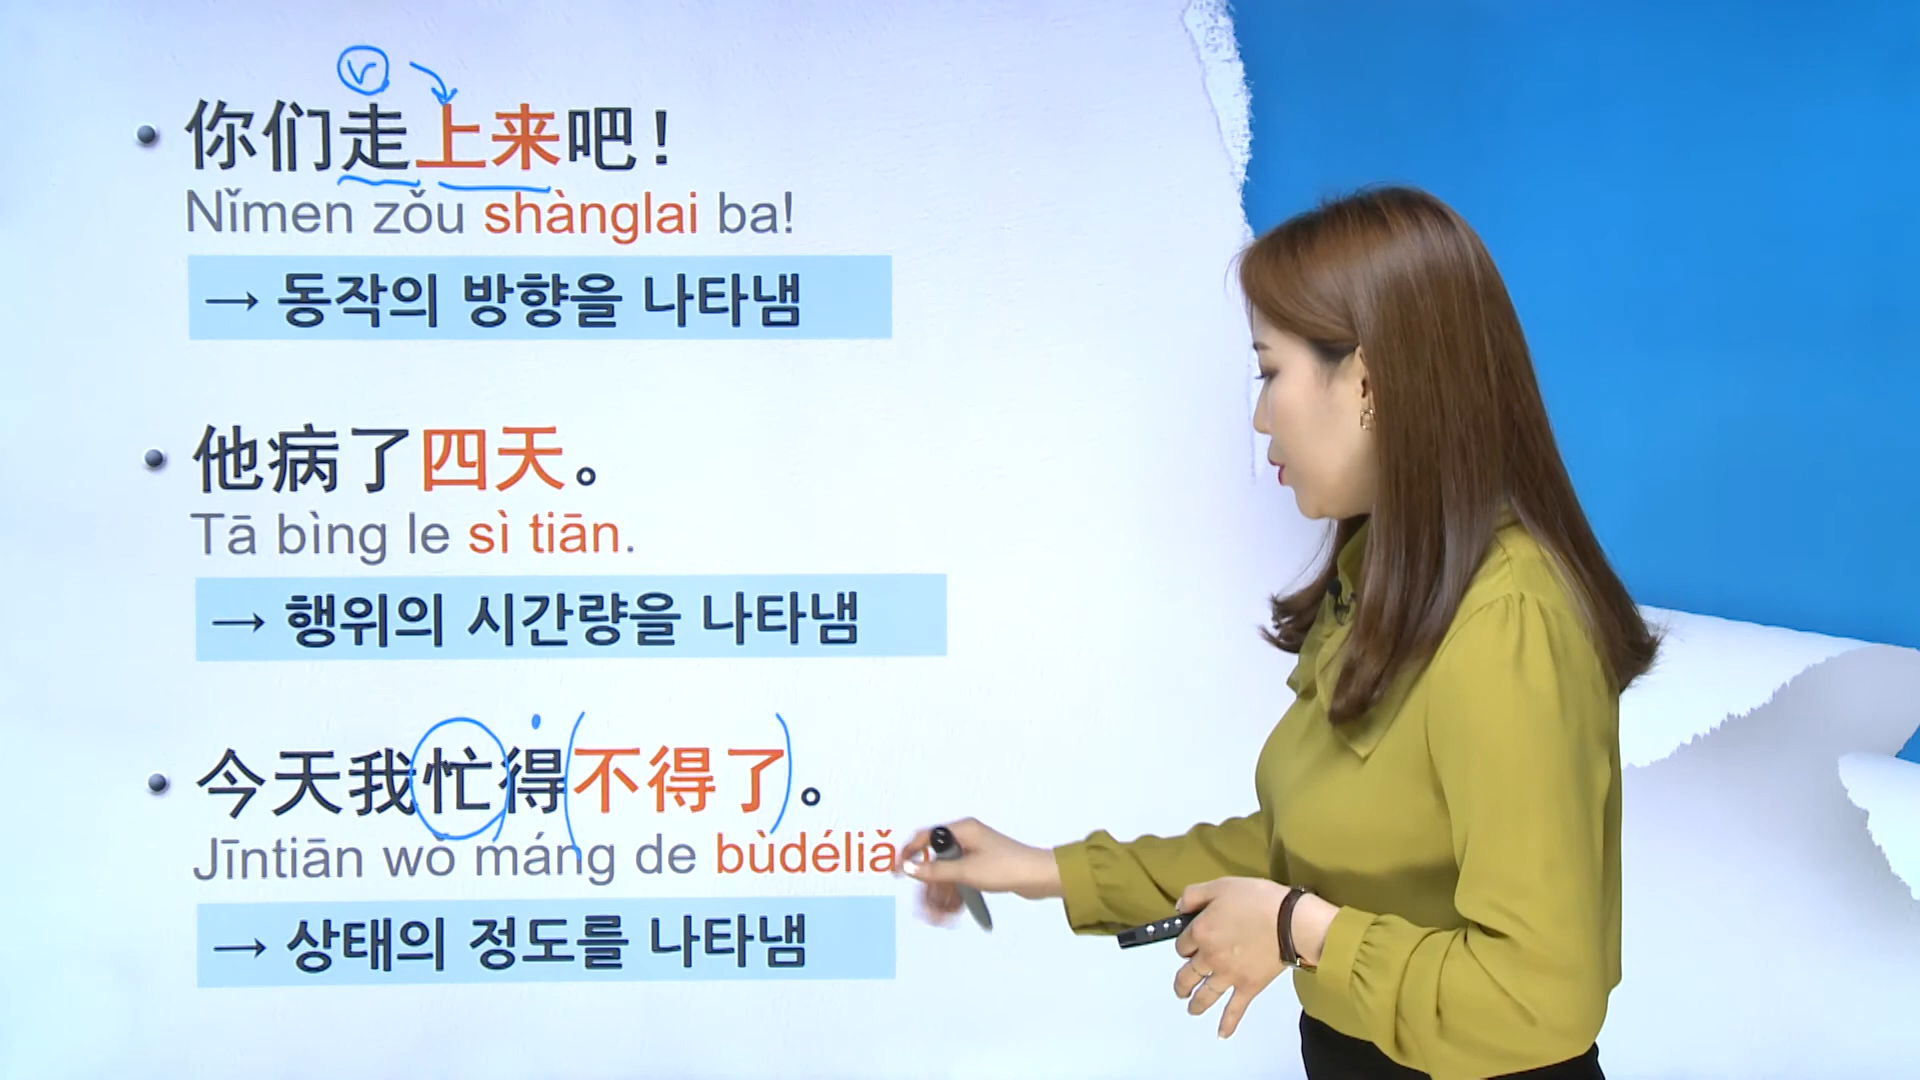 你们走上来吧！
Nǐmen zǒu shànglai ba!
→ 동작의 방향을 나타냄
他病了四天。
Tā bìng le sì tiān.
→ 행위의 시간량을 나타냄
今天我忙得不得了。
Jīntiān wǒ máng de bùdéliǎ
→ 상태의 정도를 나타냄